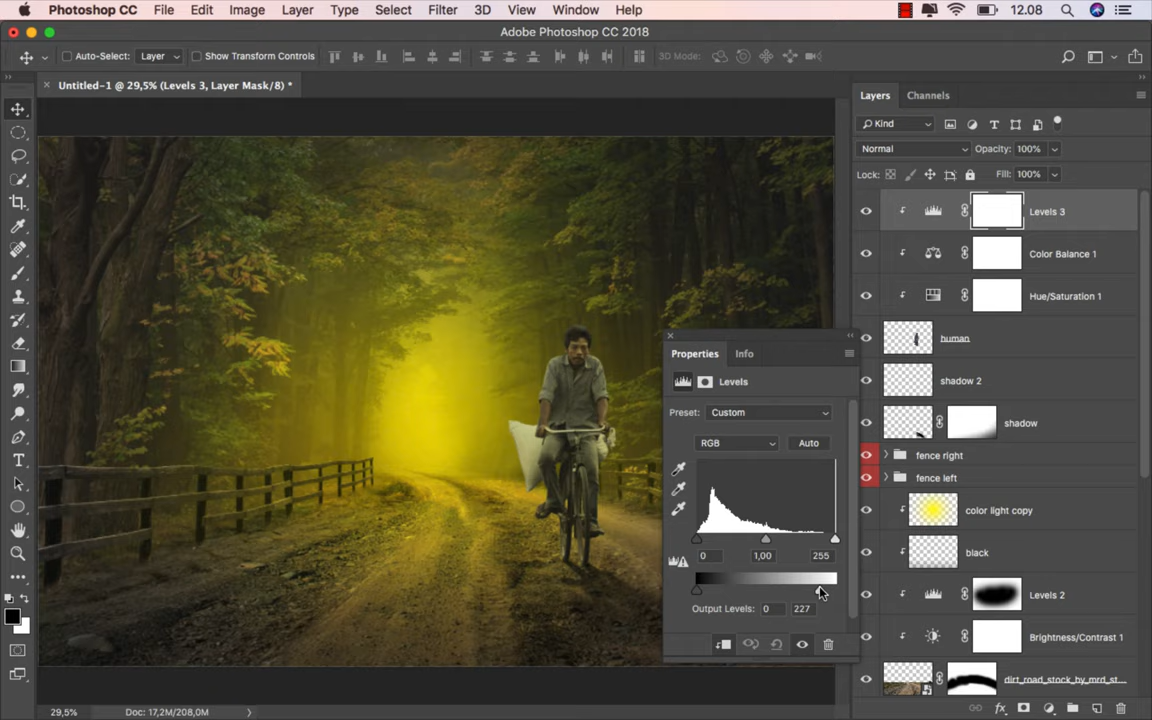 Photoshop CC File Edit Image Layer Type Select Filter 3D View Window Help 12.08
Adobe Photoshop CC 2018
Auto-Select: Layer Show Transform Controls 3D Mode:
Untitled-1 @ 29,5% (Levels 3, Layer Mask/8) *
Layers Channels
Kind
Normal Opacity: 100%
Lock: Fill: 100%
Levels 3
Color Balance 1
Hue/Saturation 1
human
shadow 2
shadow
fence right
fence left
color light copy
black
Levels 2
Brightness/Contrast 1
dirt_road_stock_by_mrd_st...
Properties Info
Levels
Preset: Custom
RGB Auto
0 1,00 255
Output Levels: 0 227
29,5% Doc: 17,2M/208,0M